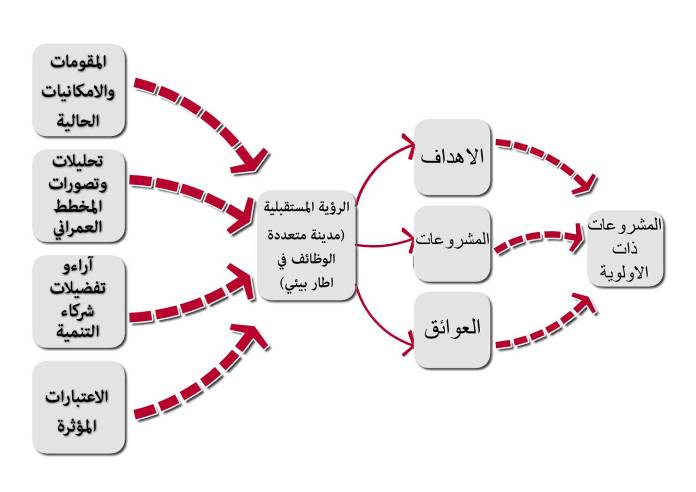 المقومات
والامكانيات
الحالية
تحليلات
وتصورات
المخطط
العمراني
آراءو
تفضيلات
شركاء
التنمية
الاعتبارات
المؤثرة
الرؤية المستقبلية
(مدينة متعددة
الوظائف في
اطار بيئي)
الاهداف
المشروعات
العوائق
المشروعات
ذات
الاولوية